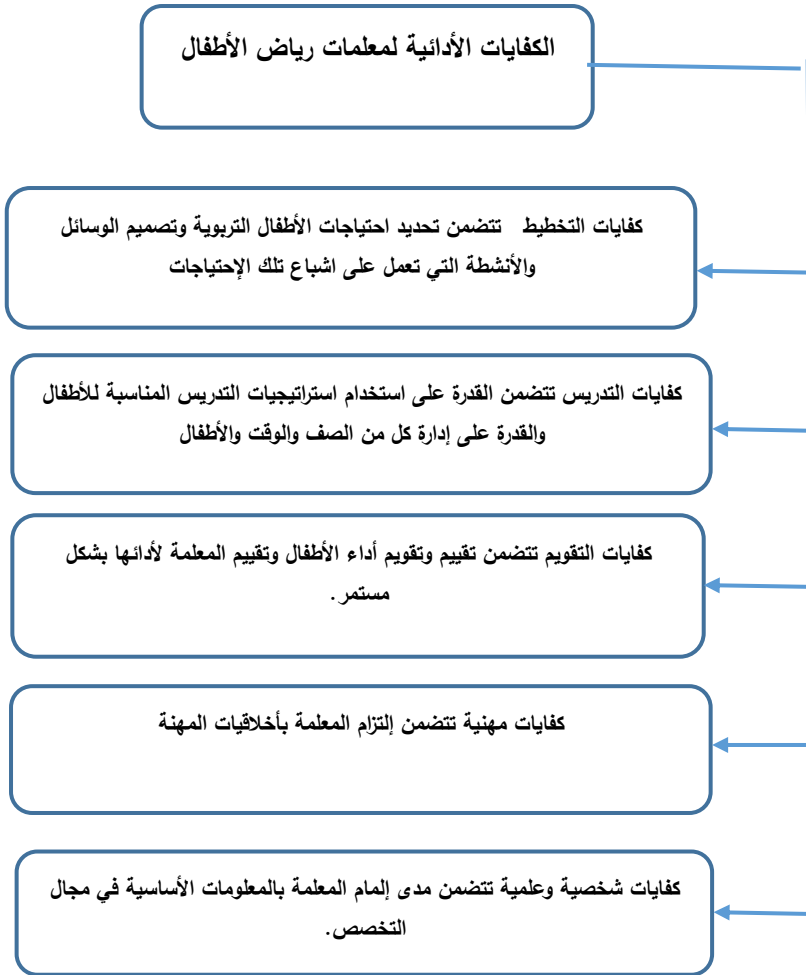 الكفايات الأدائية لمعلمات رياض الأطفال
كفايات التخطيط تتضمن تحديد احتياجات الأطفال التربوية وتصميم الوسائل
والأنشطة التي تعمل على اشباع تلك الإحتياجات
كفايات التدريس تتضمن القدرة على استخدام استراتيجيات التدريس المناسبة للأطفال
والقدرة على إدارة كل من الصف والوقت والأطفال
كفايات التقويم تتضمن تقييم وتقويم أداء الأطفال وتقييم المعلمة لأدائها بشكل
مستمر.
كفايات مهنية تتضمن إلتزام المعلمة بأخلاقيات المهنة
كفايات شخصية وعلمية تتضمن مدى إلمام المعلمة بالمعلومات الأساسية في مجال
التخصص.